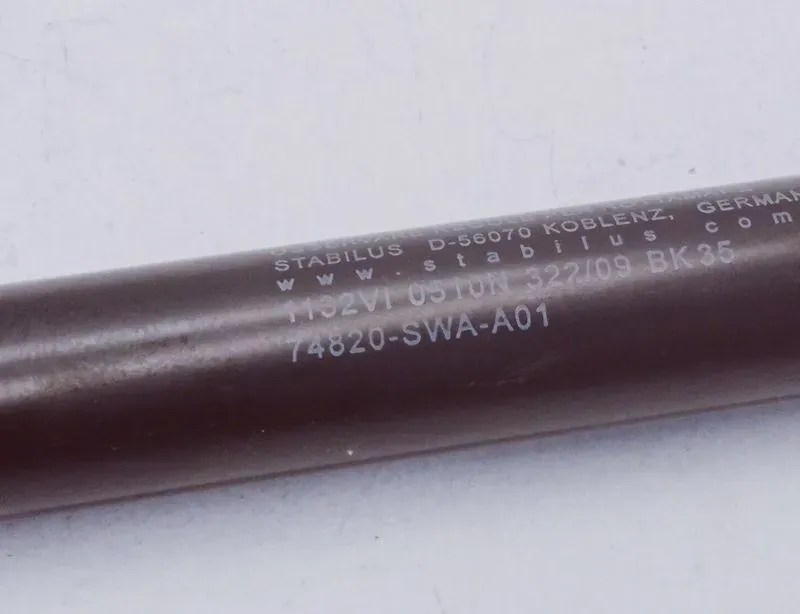 STABILUS D-56070 KOBLENZ, GERMAN
www.stabilus com
1132VI 0510N 322/09 BK35
74820-SWA-A01